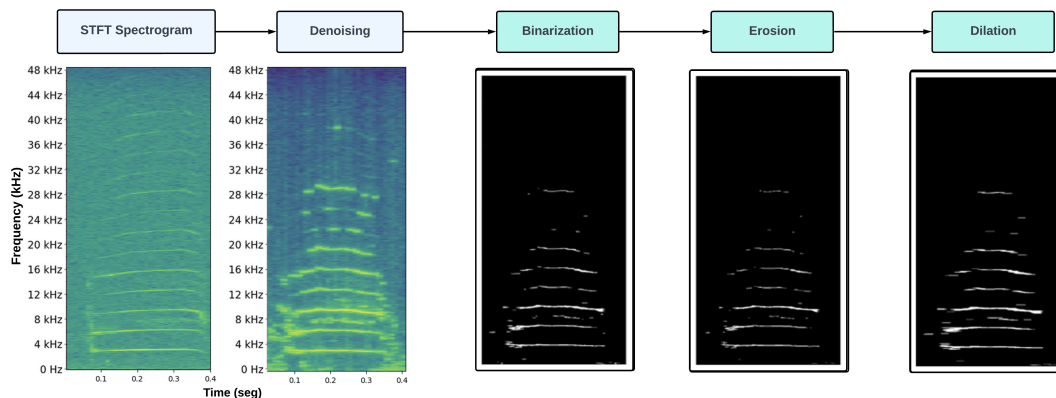 STFT Spectrogram
Denoising
Binarization
Erosion
Dilation
Frequency (kHz)
48 kHz
44 kHz
40 kHz
36 kHz
32 kHz
28 kHz
24 kHz
20 kHz
16 kHz
12 kHz
8 kHz
4 kHz
0 Hz
0.1 0.2 0.3 0.4
48 kHz
44 kHz
40 kHz
36 kHz
32 kHz
28 kHz
24 kHz
20 kHz
16 kHz
12 kHz
8 kHz
4 kHz
0 Hz
0.1 0.2 0.3 0.4
Time (seg)